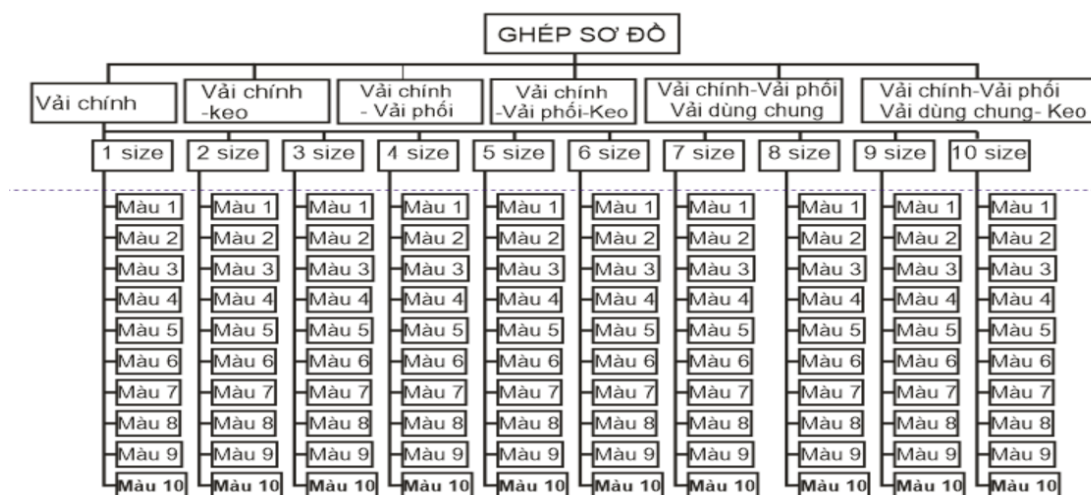 GHÉP SƠ ĐỒ
Vải chính
Vải chính
-keo
Vải chính
- Vải phối
Vải chính
-Vải phối-Keo
Vải chính-Vải phối
Vải dùng chung
Vải chính-Vải phối
Vải dùng chung- Keo
1 size 2 size 3 size 4 size 5 size 6 size 7 size 8 size 9 size 10 size
Màu 1 Màu 1 Màu 1 Màu 1 Màu 1 Màu 1 Màu 1 Màu 1 Màu 1 Màu 1
Màu 2 Màu 2 Màu 2 Màu 2 Màu 2 Màu 2 Màu 2 Màu 2 Màu 2 Màu 2
Màu 3 Màu 3 Màu 3 Màu 3 Màu 3 Màu 3 Màu 3 Màu 3 Màu 3 Màu 3
Màu 4 Màu 4 Màu 4 Màu 4 Màu 4 Màu 4 Màu 4 Màu 4 Màu 4 Màu 4
Màu 5 Màu 5 Màu 5 Màu 5 Màu 5 Màu 5 Màu 5 Màu 5 Màu 5 Màu 5
Màu 6 Màu 6 Màu 6 Màu 6 Màu 6 Màu 6 Màu 6 Màu 6 Màu 6 Màu 6
Màu 7 Màu 7 Màu 7 Màu 7 Màu 7 Màu 7 Màu 7 Màu 7 Màu 7 Màu 7
Màu 8 Màu 8 Màu 8 Màu 8 Màu 8 Màu 8 Màu 8 Màu 8 Màu 8 Màu 8
Màu 9 Màu 9 Màu 9 Màu 9 Màu 9 Màu 9 Màu 9 Màu 9 Màu 9 Màu 9
Màu 10 Màu 10 Màu 10 Màu 10 Màu 10 Màu 10 Màu 10 Màu 10 Màu 10 Màu 10